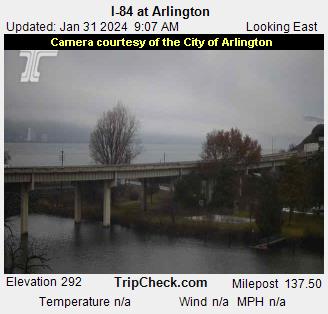 I-84 at Arlington
Updated: Jan 31 2024 9:07 AM Looking East
Camera courtesy of the City of Arlington
Elevation 292 TripCheck.com Milepost 137.50
Temperature n/a Wind n/a MPH n/a